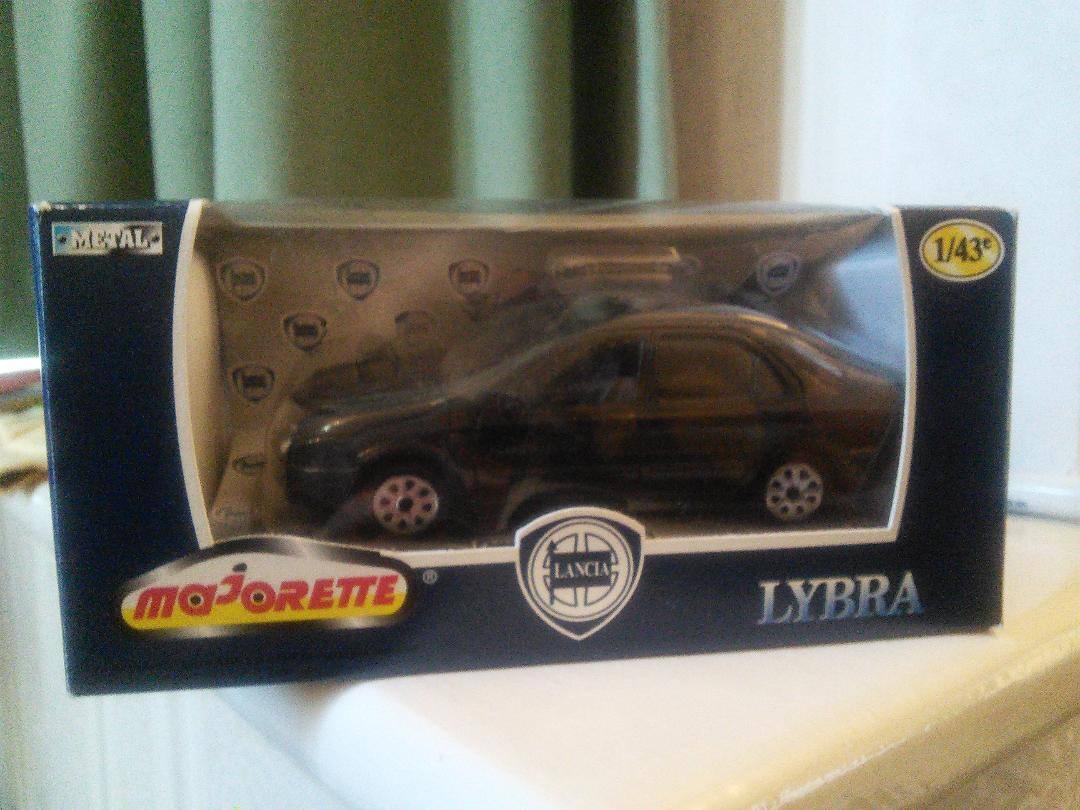 METAL
1/43e
majorette ®
LANCIA
LYBRA